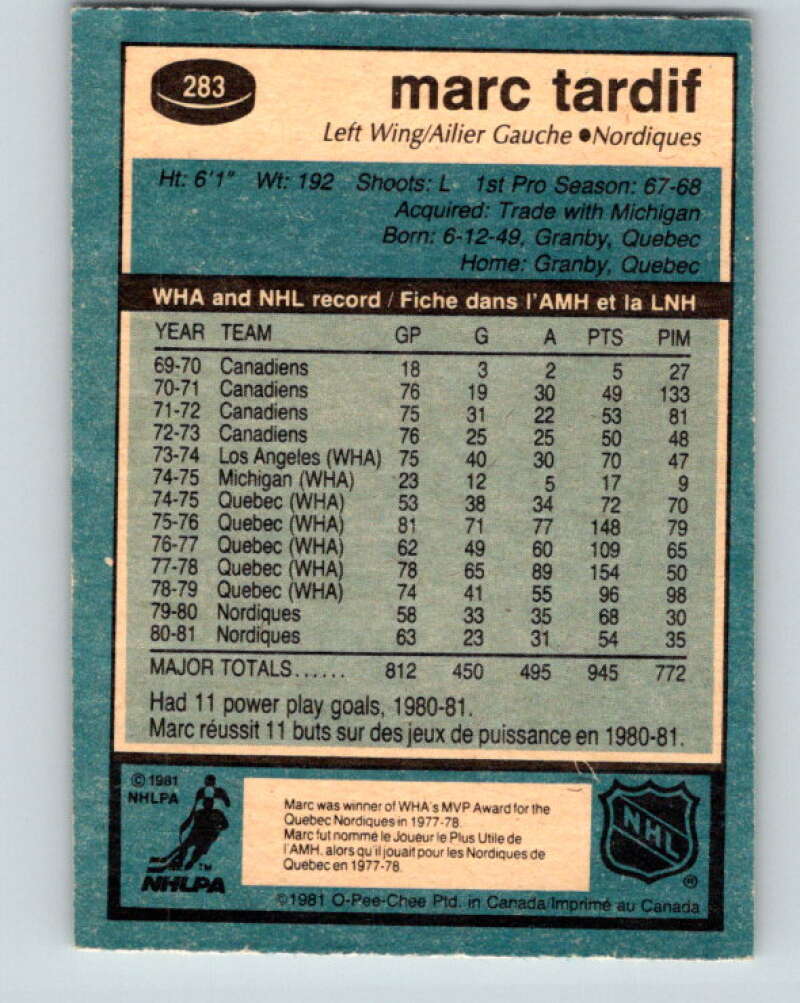 283
marc tardif
Left Wing/Ailier Gauche ●Nordiques
Ht: 6'1" Wt: 192 Shoots: L 1st Pro Season: 67-68
Acquired: Trade with Michigan
Born: 6-12-49, Granby, Quebec
Home: Granby, Quebec
WHA and NHL record / Fiche dans l'AMH et la LNH
YEAR TEAM GP G A PTS PIM
69-70 Canadiens 18 3 2 5 27
70-71 Canadiens 76 19 30 49 133
71-72 Canadiens 75 31 22 53 81
72-73 Canadiens 76 25 25 50 48
73-74 Los Angeles (WHA) 75 40 30 70 47
74-75 Michigan (WHA) 23 12 5 17 9
74-75 Quebec (WHA) 53 38 34 72 70
75-76 Quebec (WHA) 81 71 77 148 79
76-77 Quebec (WHA) 62 49 60 109 65
77-78 Quebec (WHA) 78 65 89 154 50
78-79 Quebec (WHA) 74 41 55 96 98
79-80 Nordiques 58 33 35 68 30
80-81 Nordiques 63 23 31 54 35
MAJOR TOTALS...... 812 450 495 945 772
Had 11 power play goals, 1980-81.
Marc réussit 11 buts sur des jeux de puissance en 1980-81.
©1981
NHLPA
Marc was winner of WHA's MVP Award for the
Quebec Nordiques in 1977-78.
Marc fut nommé le Joueur le Plus Utile de
l'AMH, alors qu'il jouait pour les Nordiques de
Quebec en 1977-78.
NHL
®
TM
NHLPA
©1981 O-Pee-Chee Ptd. in Canada/Imprimé au Canada